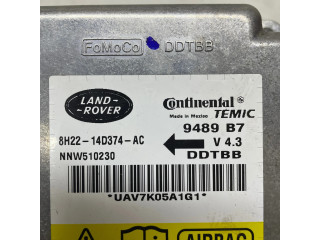 FoMoCo DDTBB
LAND-
ROVER
Continental
Made in Mexico TEMIC
9489 B7
8H22-14D374-AC V 4.3
NNW510230 DDTBB
*UAV7K05A1G1*
AIRBAG